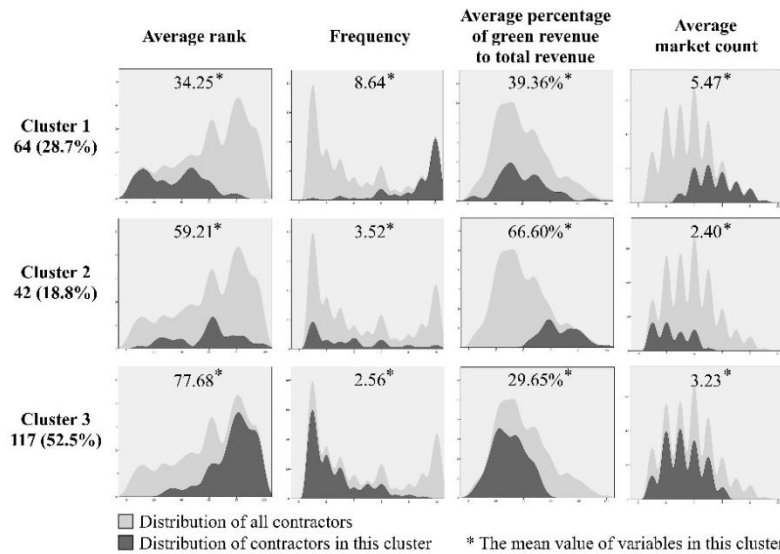 Average rank
Frequency
Average percentage
of green revenue
to total revenue
Average
market count
Cluster 1
64 (28.7%)
34.25*
8.64*
39.36%*
5.47*
Cluster 2
42 (18.8%)
59.21*
3.52*
66.60%*
2.40*
Cluster 3
117 (52.5%)
77.68*
2.56*
29.65%*
3.23*
Distribution of all contractors
Distribution of contractors in this cluster
* The mean value of variables in this cluster